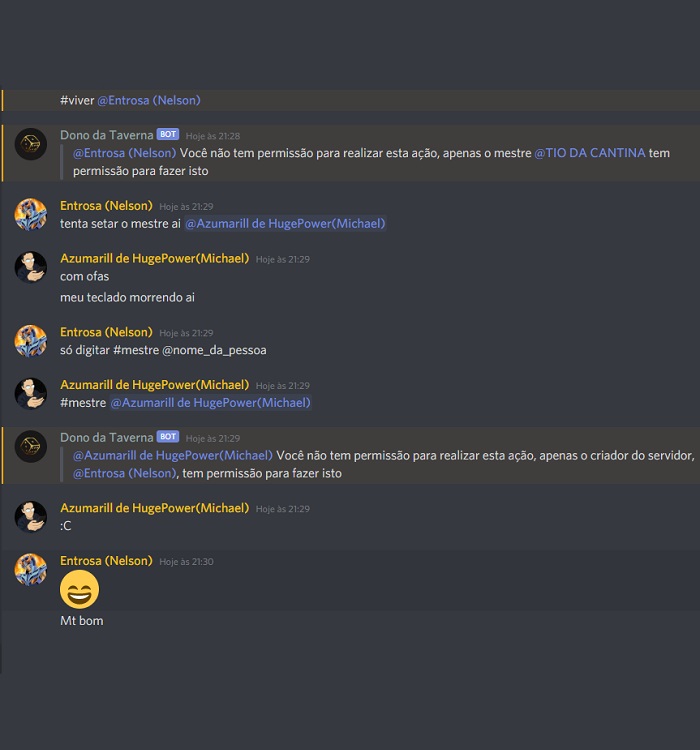 #viver @Entrosa (Nelson)
Dono da Taverna BOT Hoje às 21:28
@Entrosa (Nelson) Você não tem permissão para realizar esta ação, apenas o mestre @TIO DA CANTINA tem
permissão para fazer isto
Entrosa (Nelson) Hoje às 21:29
tenta setar o mestre ai @Azumarill de HugePower(Michael)
Azumarill de HugePower(Michael) Hoje às 21:29
com ofas
meu teclado morrendo ai
Entrosa (Nelson) Hoje às 21:29
só digitar #mestre @nome_da_pessoa
Azumarill de HugePower(Michael) Hoje às 21:29
#mestre @Azumarill de HugePower(Michael)
Dono da Taverna BOT Hoje às 21:29
@Azumarill de HugePower(Michael) Você não tem permissão para realizar esta ação, apenas o criador do servidor,
@Entrosa (Nelson), tem permissão para fazer isto
Azumarill de HugePower(Michael) Hoje às 21:29
:C
Entrosa (Nelson) Hoje às 21:30
Mt bom